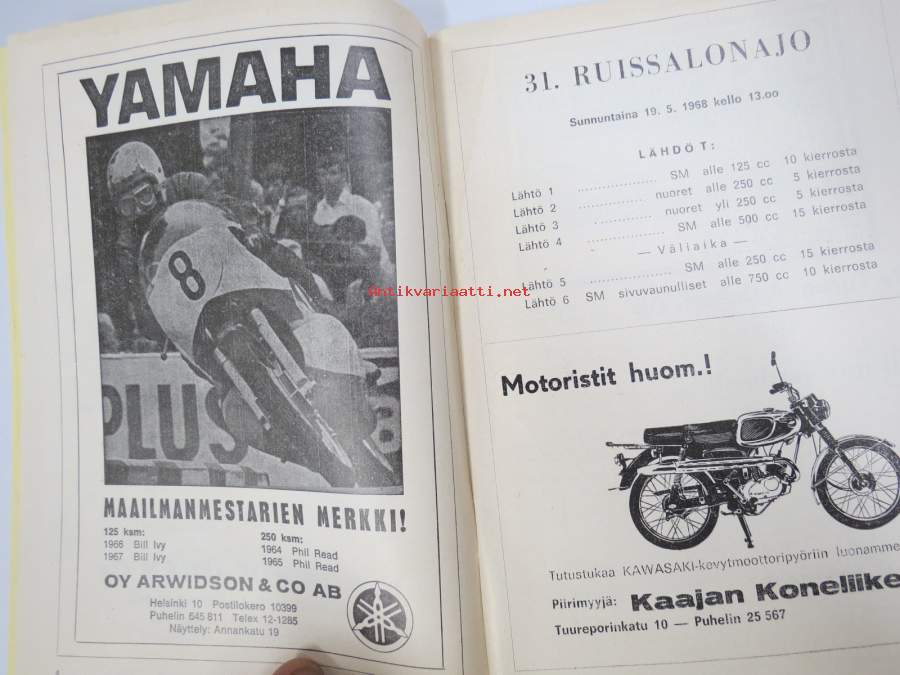 YAMAHA
8
PLUS
8
MAAILMANMESTARIEN MERKKI!
125 ksm:
1966 Bill Ivy
1967 Bill Ivy
250 ksm:
1964 Phil Read
1965 Phil Read
OY ARWIDSON & CO AB
Helsinki 10 Postilokero 10399
Puhelin 645 811 Telex 12-1285
Näyttely: Annankatu 19
31. RUISSALONAJO
Sunnuntaina 19. 5. 1968 kello 13.oo
LÄHDÖT:
Lähtö 1 .................... SM alle 125 cc 10 kierrosta
Lähtö 2 ................. nuoret alle 250 cc 5 kierrosta
Lähtö 3 ............... nuoret yli 250 cc 5 kierrosta
Lähtö 4 .................... SM alle 500 cc 15 kierrosta
— Väliaika —
Lähtö 5 ..................... SM alle 250 cc 15 kierrosta
Lähtö 6 SM sivuvaunulliset alle 750 cc 10 kierrosta
antikvariaatti.net
Motoristit huom.!
Tutustukaa KAWASAKI-kevytmoottoripyöriin luonamme
Piirimyyjä: Kaajan Koneliike
Tuureporinkatu 10 — Puhelin 25 567